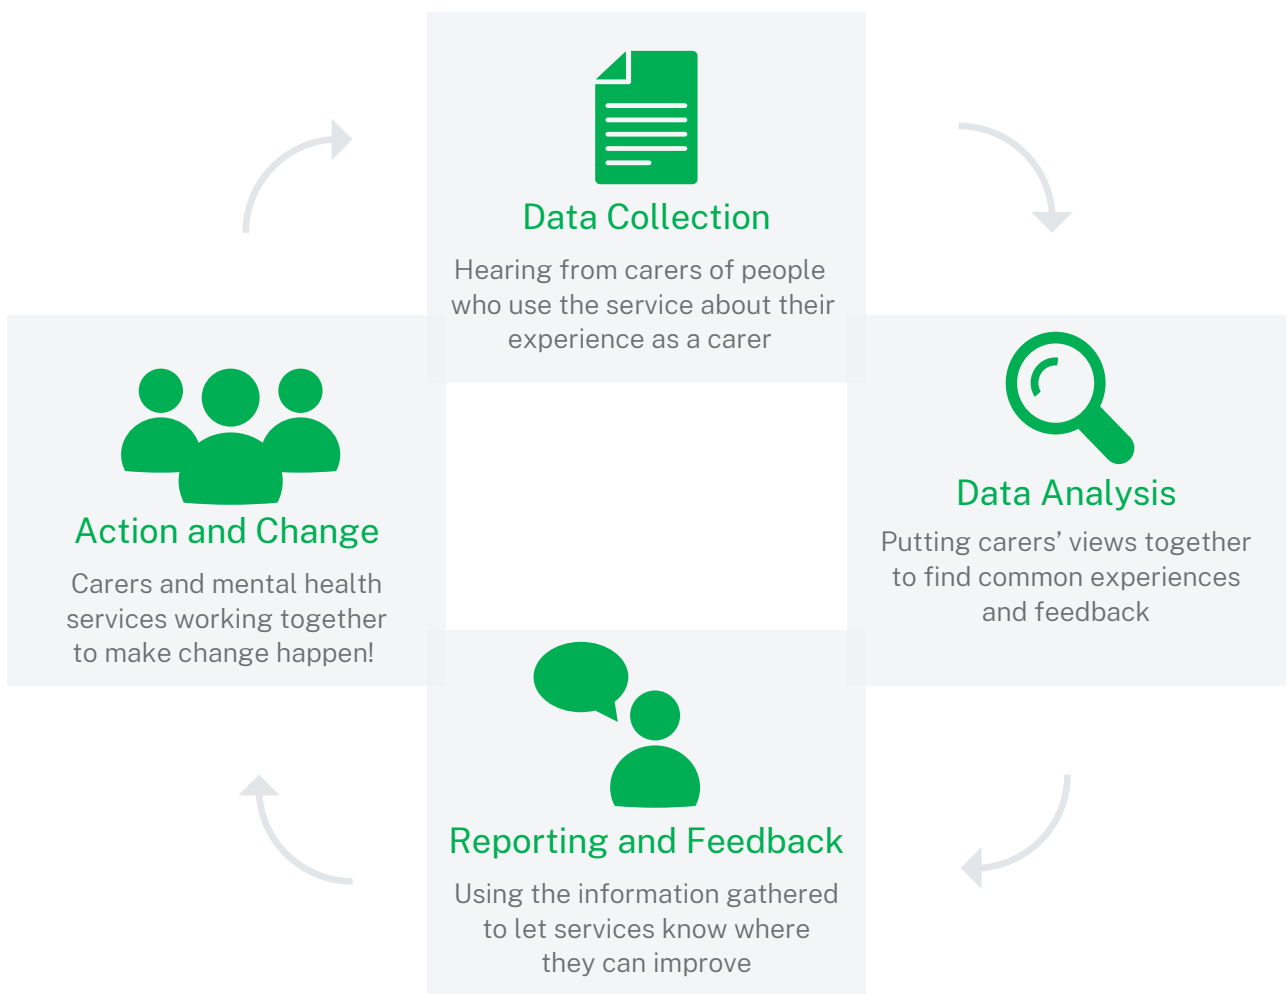 Data Collection
Hearing from carers of people
who use the service about their
experience as a carer
Data Analysis
Putting carers’ views together
to find common experiences
and feedback
Reporting and Feedback
Using the information gathered
to let services know where
they can improve
Action and Change
Carers and mental health
services working together
to make change happen!